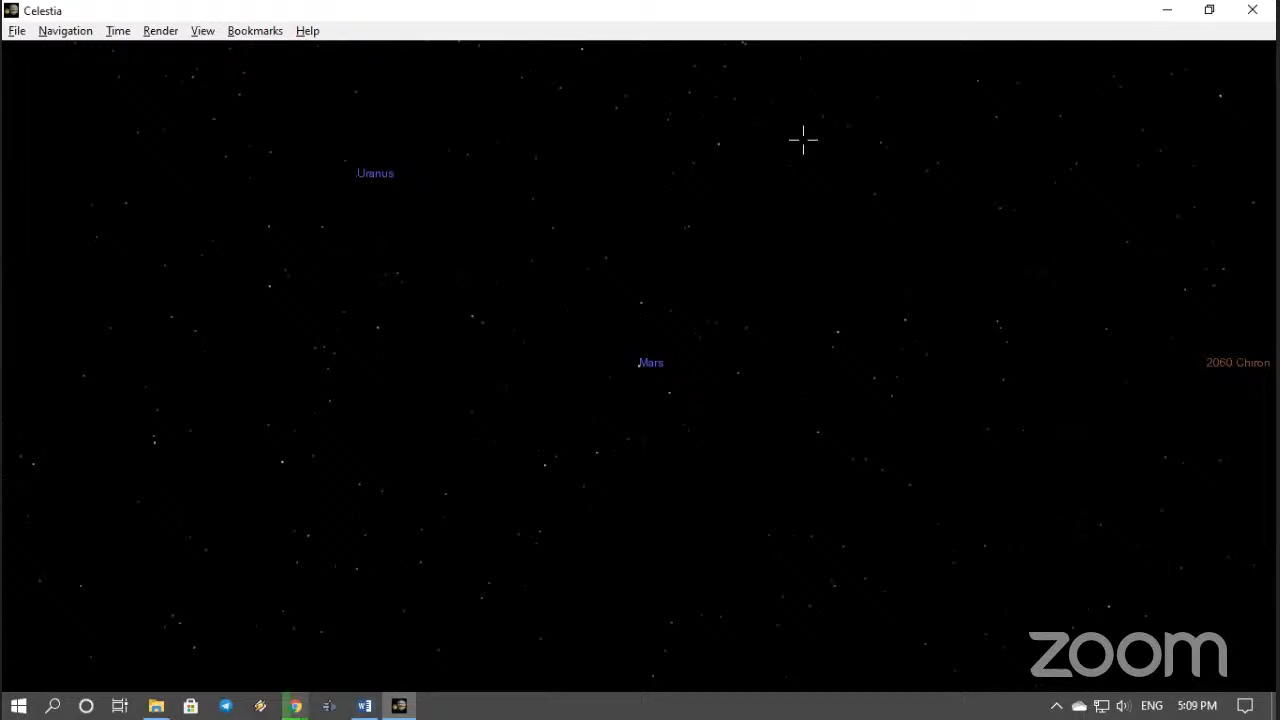 Celestia
File Navigation Time Render View Bookmarks Help
Uranus
Mars
2060 Chiron
zoom
ENG 5:09 PM